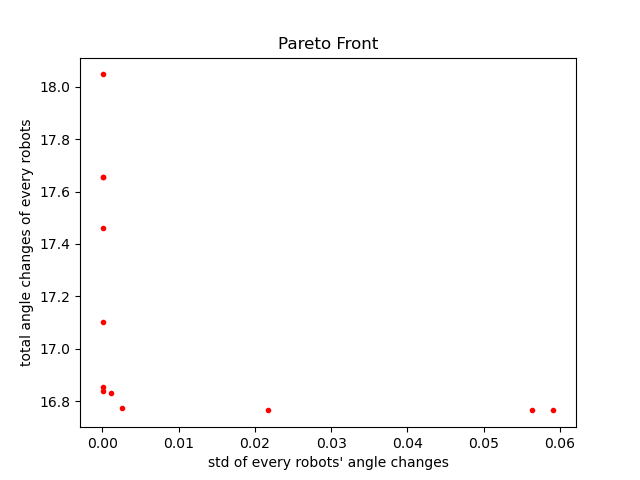 Pareto Front
total angle changes of every robots
18.0
17.8
17.6
17.4
17.2
17.0
16.8
0.00 0.01 0.02 0.03 0.04 0.05 0.06
std of every robots' angle changes